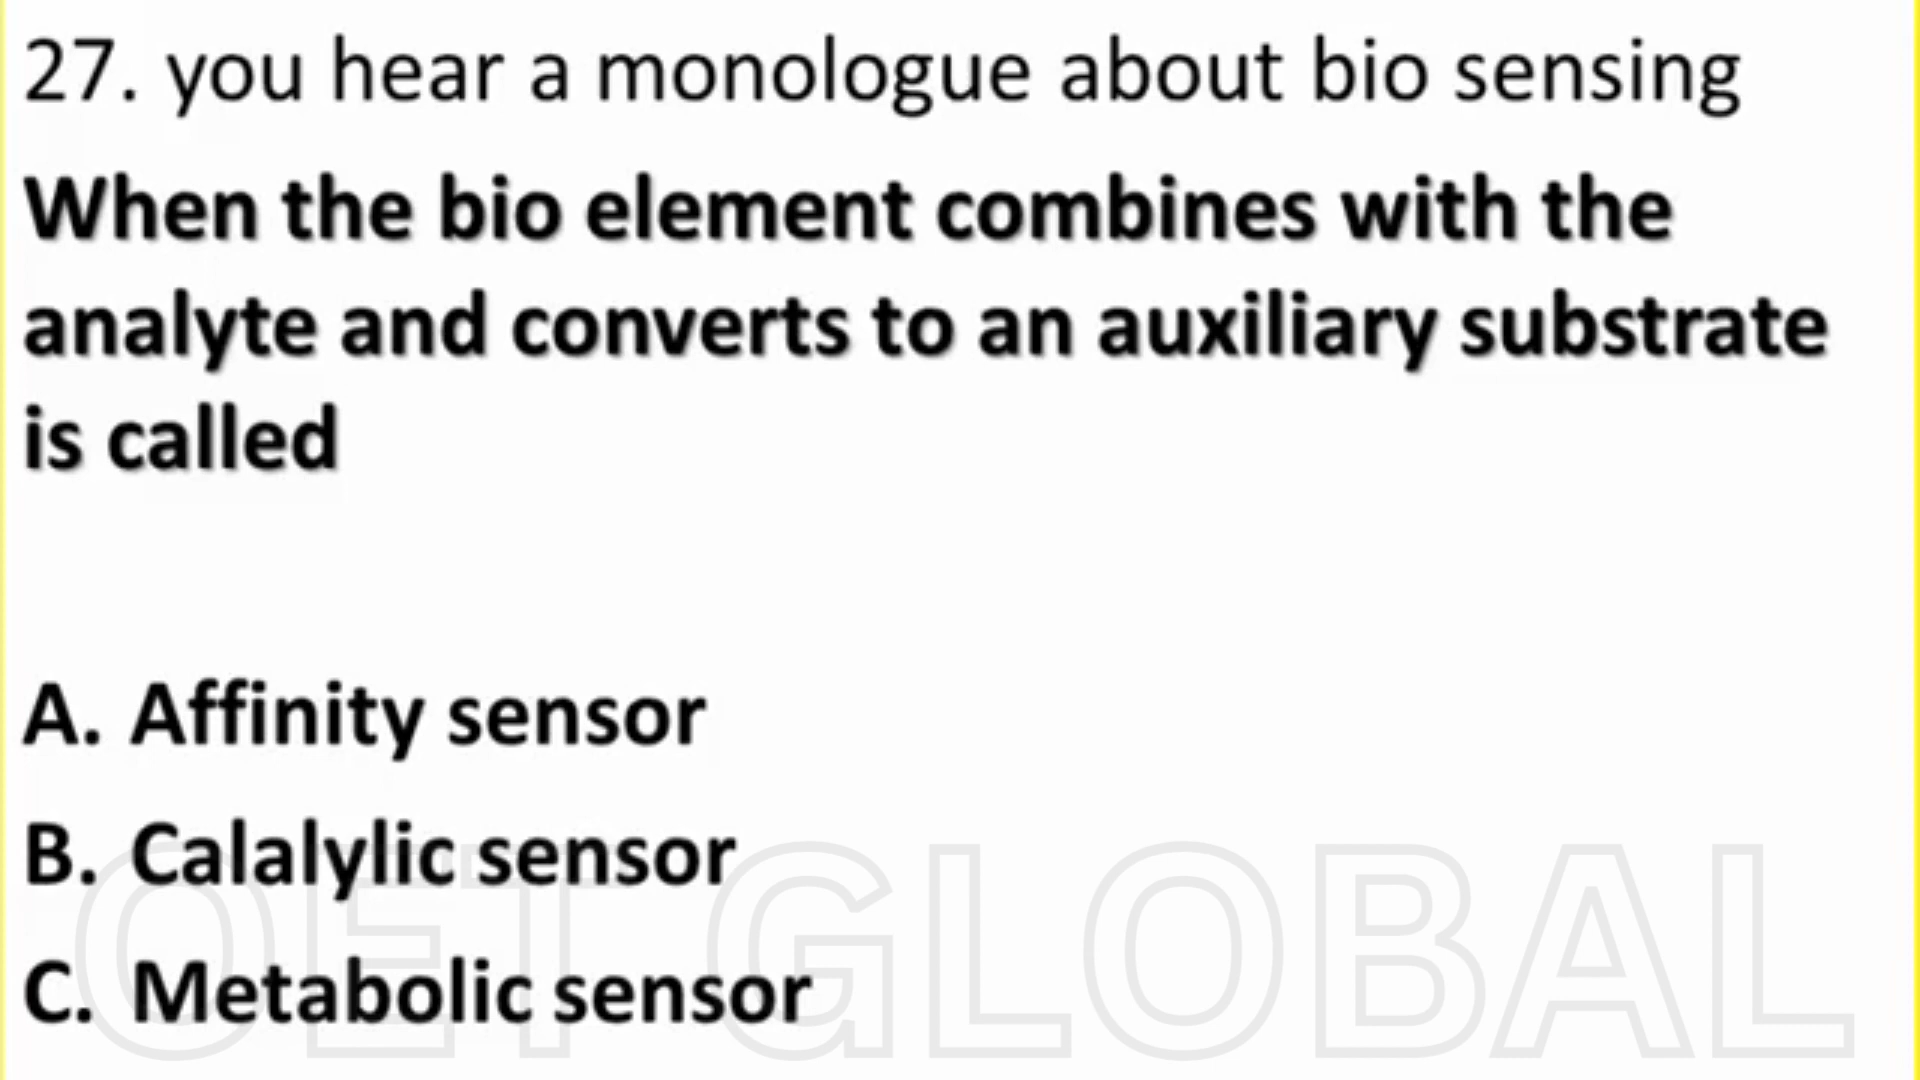 27. you hear a monologue about bio sensing
When the bio element combines with the
analyte and converts to an auxiliary substrate
is called
A. Affinity sensor
B. Calalylic sensor
C. Metabolic sensor
OET GLOBAL